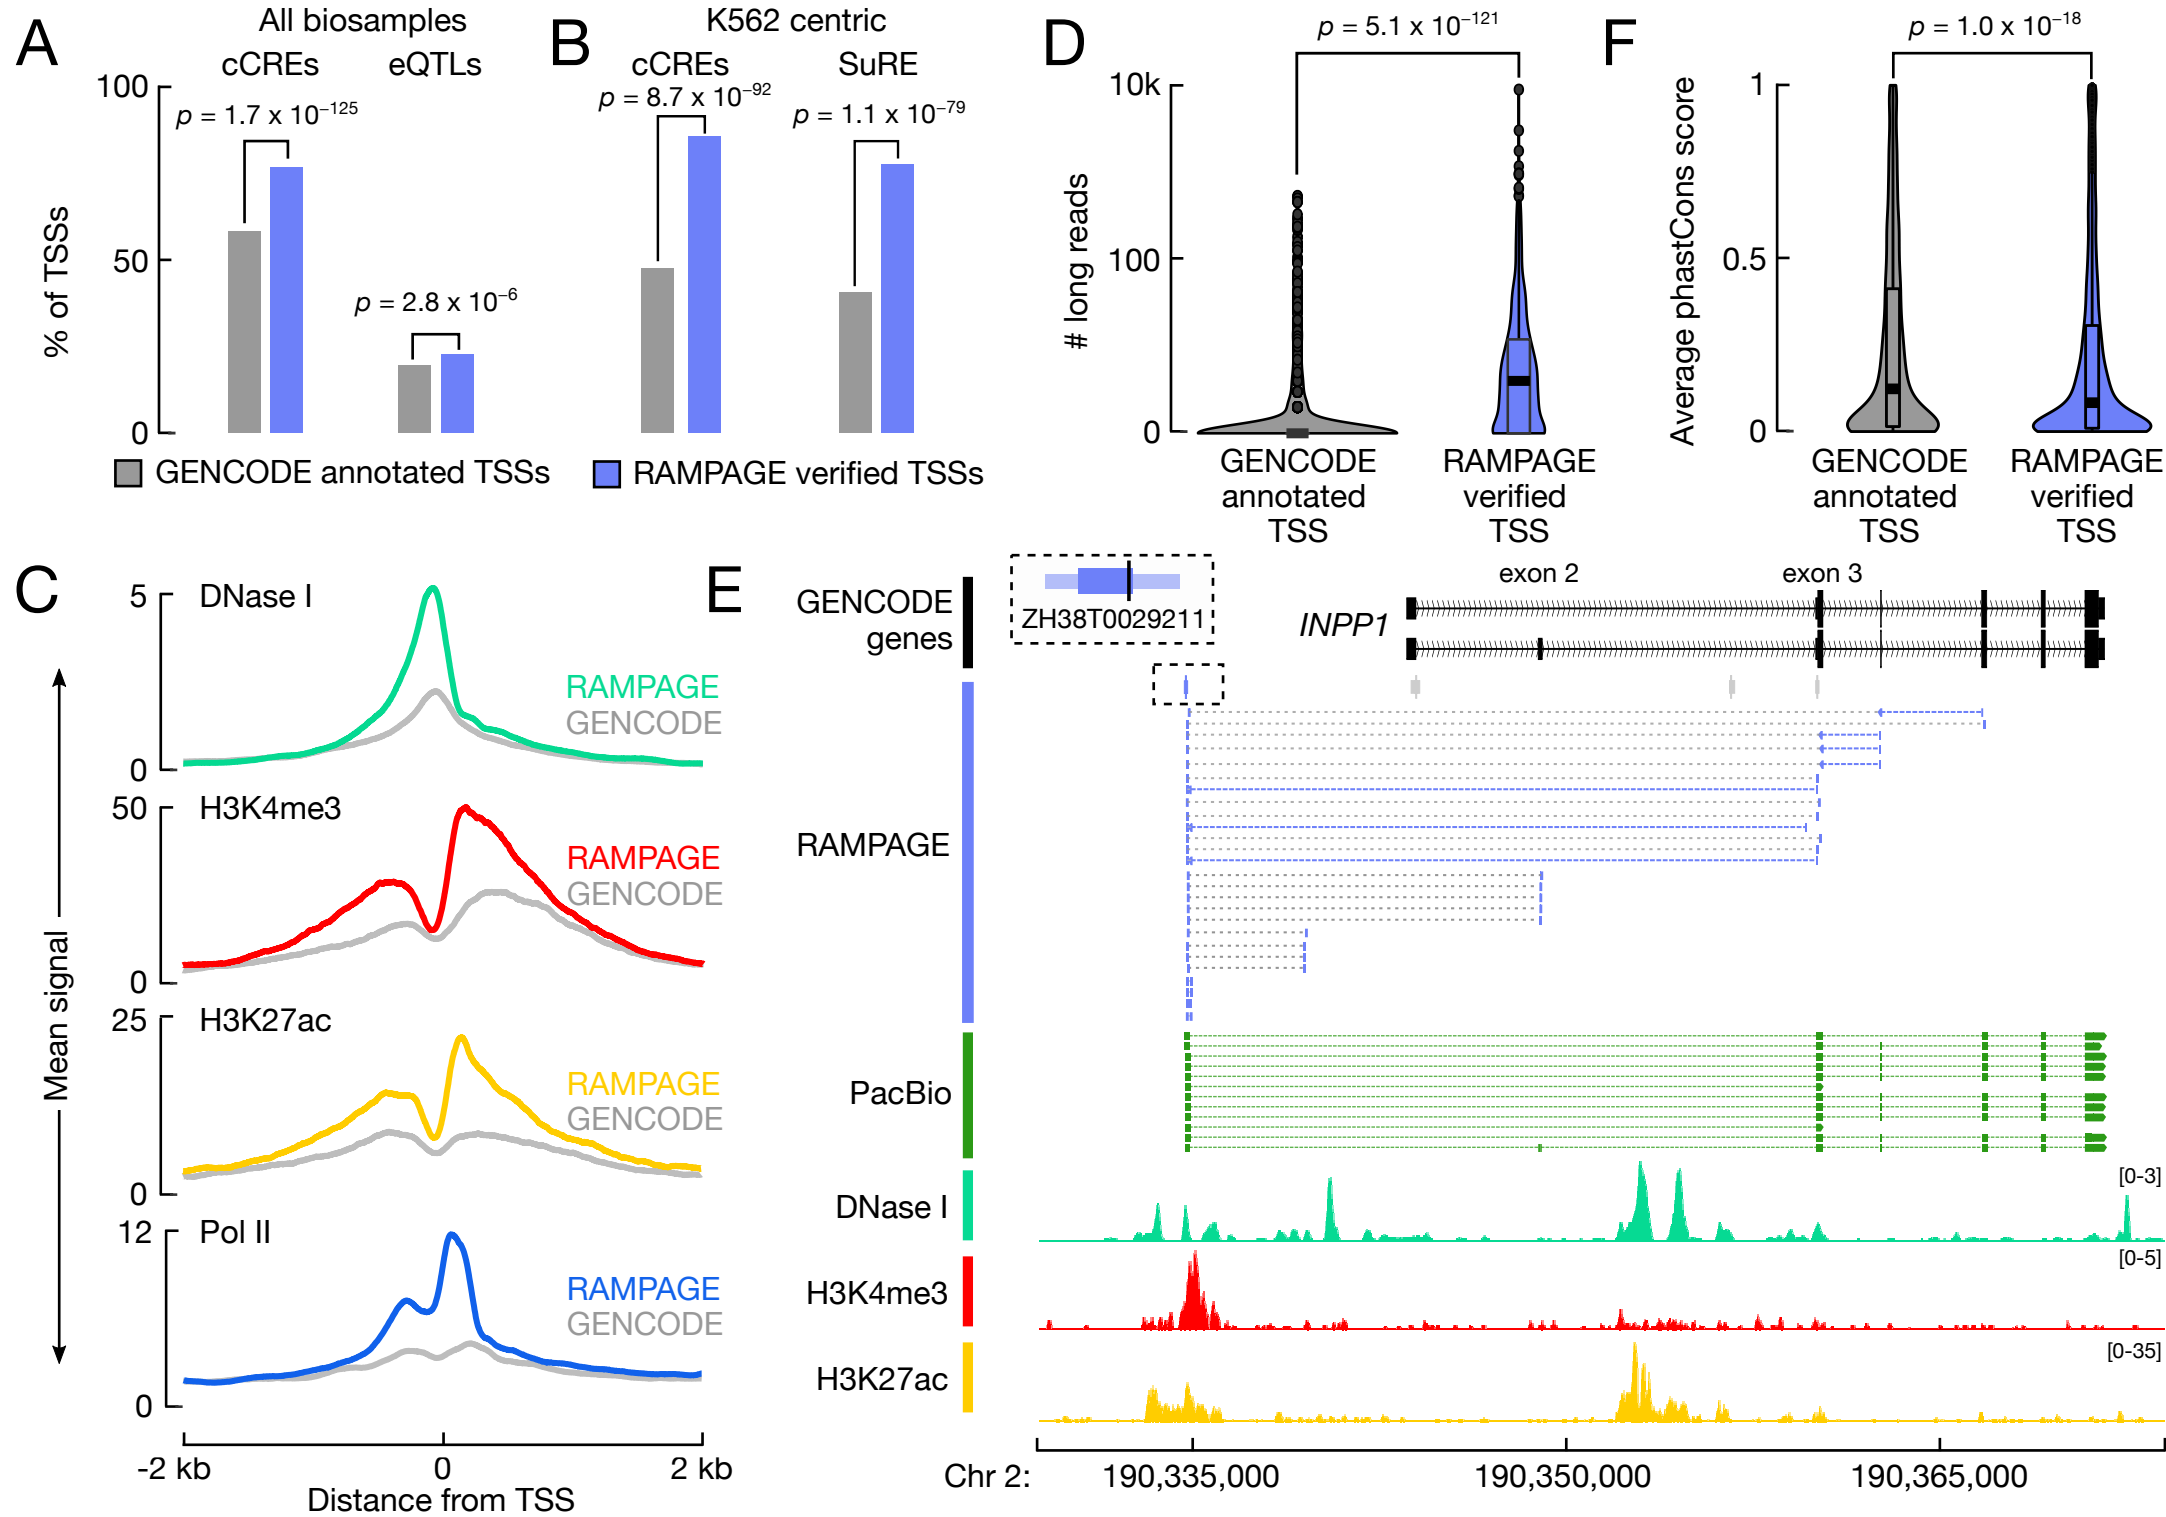 A
All biosamples
cCREs
eQTLs
p = 1.7 x 10⁻¹²⁵
p = 2.8 x 10⁻⁶
100
50
0
% of TSSs
B
K562 centric
cCREs
SuRE
p = 8.7 x 10⁻⁹²
p = 1.1 x 10⁻⁷⁹
GENCODE annotated TSSs
RAMPAGE verified TSSs
D
p = 5.1 x 10⁻¹²¹
10k
100
0
# long reads
GENCODE
annotated
TSS
RAMPAGE
verified
TSS
F
p = 1.0 x 10⁻¹⁸
1
0.5
0
Average phastCons score
GENCODE
annotated
TSS
RAMPAGE
verified
TSS
C
Mean signal
5
0
DNase I
RAMPAGE
GENCODE
50
0
H3K4me3
RAMPAGE
GENCODE
25
0
H3K27ac
RAMPAGE
GENCODE
12
0
Pol II
RAMPAGE
GENCODE
-2 kb
0
2 kb
Distance from TSS
E
GENCODE
genes
ZH38T0029211
INPP1
exon 2
exon 3
RAMPAGE
PacBio
DNase I
[0-3]
H3K4me3
[0-5]
H3K27ac
[0-35]
Chr 2:
190,335,000
190,350,000
190,365,000